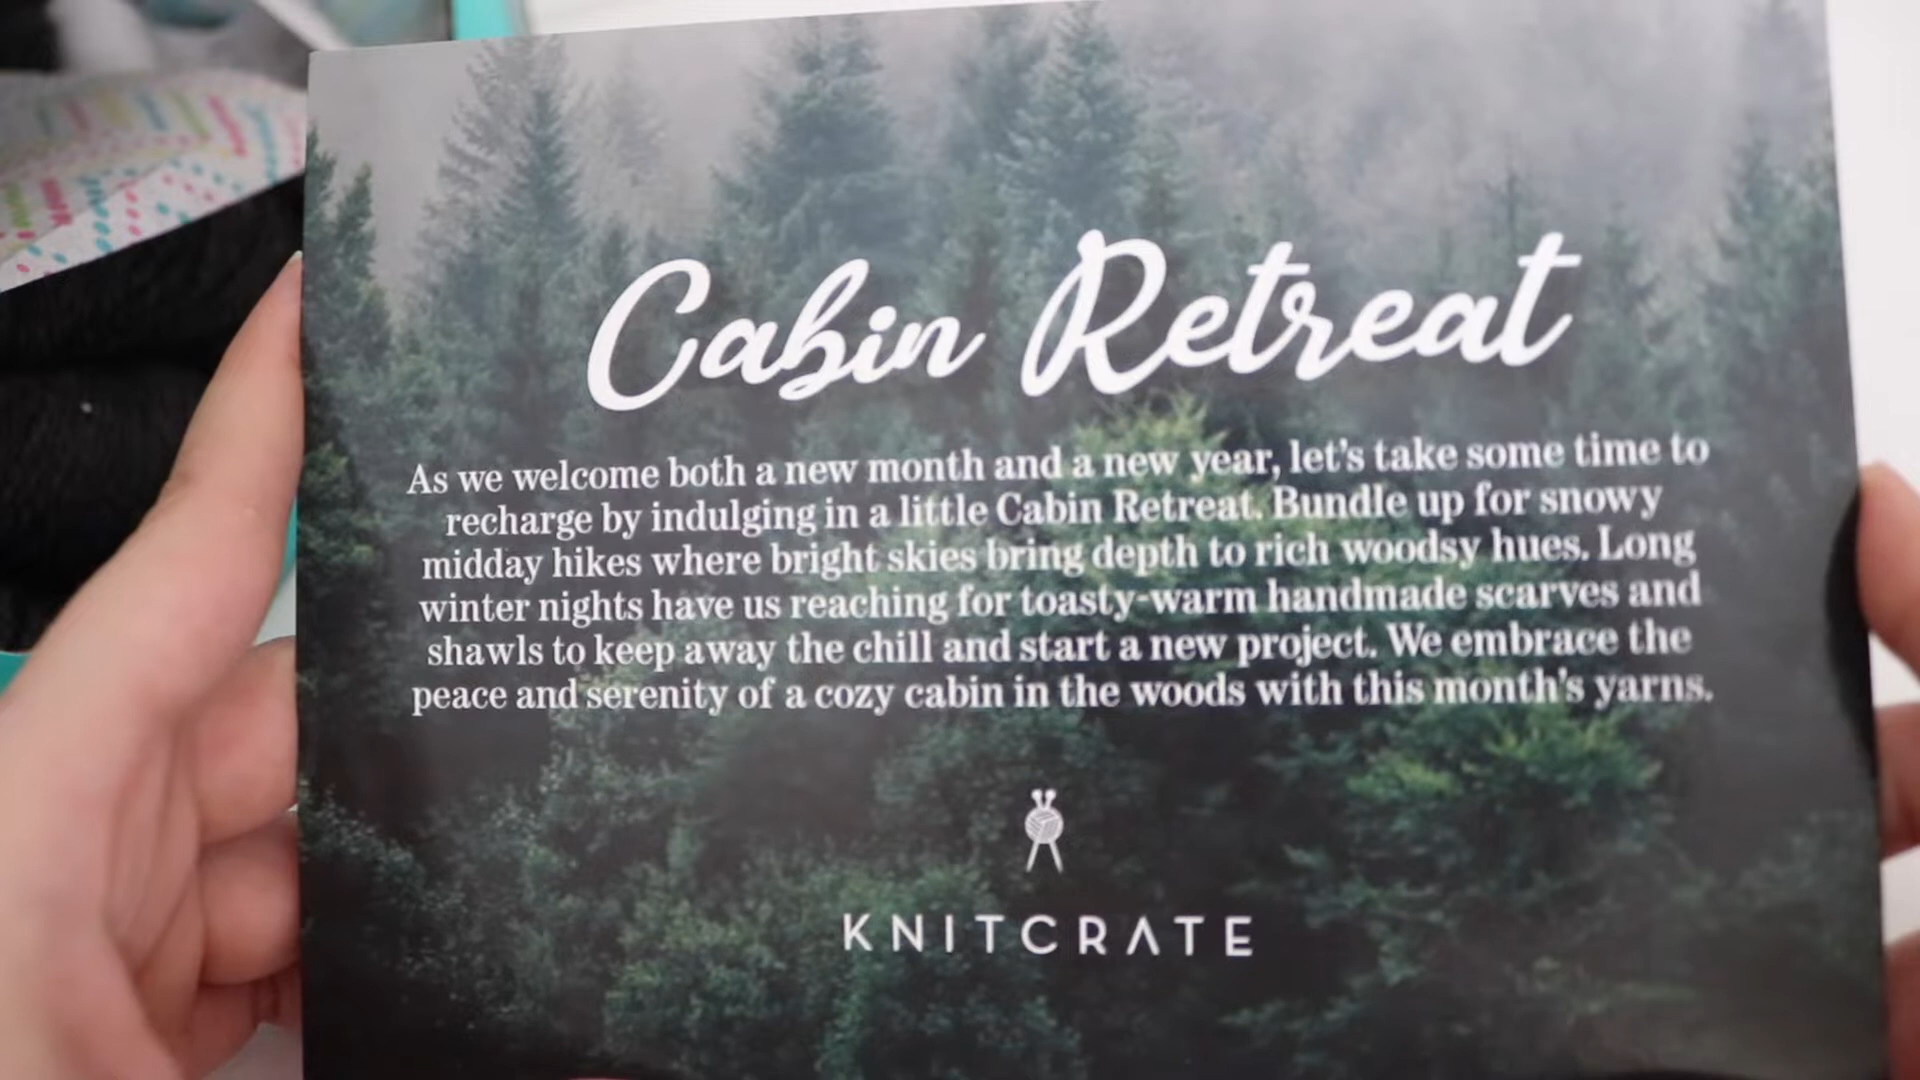 Cabin Retreat
As we welcome both a new month and a new year, let's take some time to
recharge by indulging in a little Cabin Retreat. Bundle up for snowy
midday hikes where bright skies bring depth to rich woodsy hues. Long
winter nights have us reaching for toasty-warm handmade scarves and
shawls to keep away the chill and start a new project. We embrace the
peace and serenity of a cozy cabin in the woods with this month's yarns.
KNITCRATE